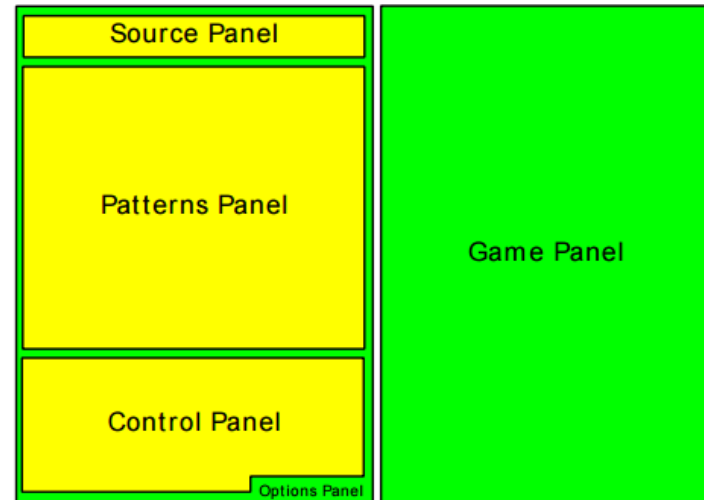 Source Panel
Patterns Panel
Game Panel
Control Panel
Options Panel